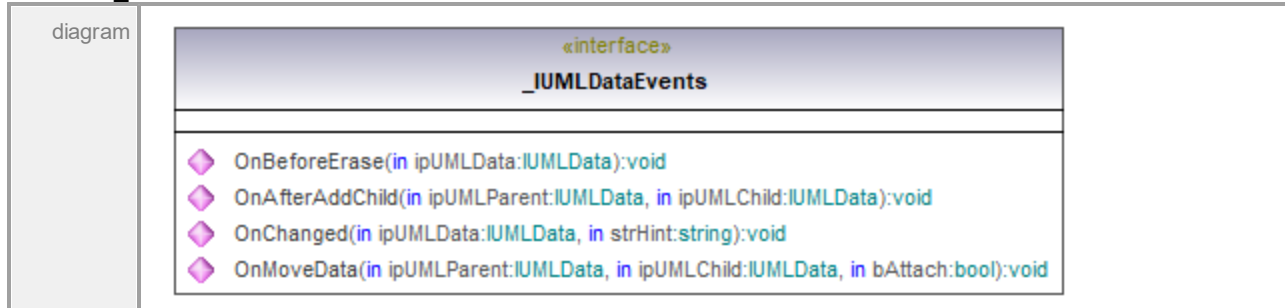 diagram
«interface»
_IUMLDataEvents
OnBeforeErase(in ipUMLData:IUMLData):void
OnAfterAddChild(in ipUMLParent:IUMLData, in ipUMLChild:IUMLData):void
OnChanged(in ipUMLData:IUMLData, in strHint:string):void
OnMoveData(in ipUMLParent:IUMLData, in ipUMLChild:IUMLData, in bAttach:bool):void